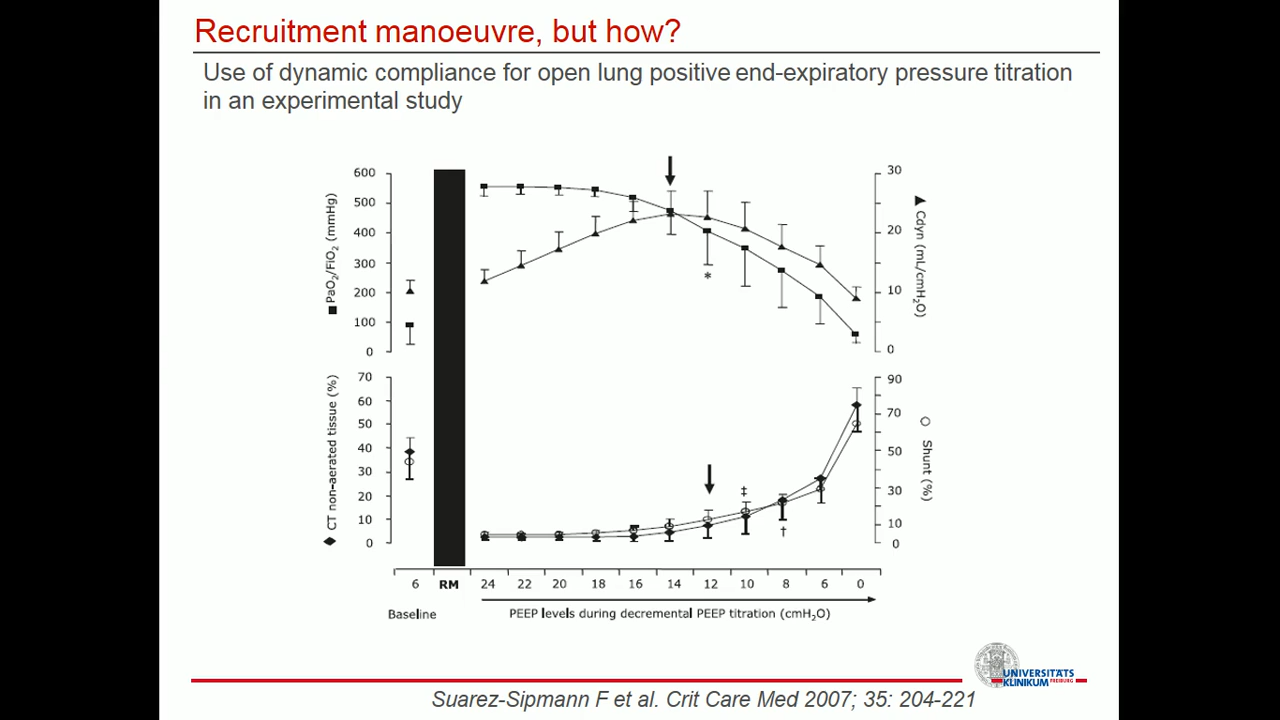 Recruitment manoeuvre, but how?
Use of dynamic compliance for open lung positive end-expiratory pressure titration
in an experimental study
600
500
400
300
200
100
0
PaO2/FiO2 (mmHg)
30
20
10
0
Cdyn (mL/cmH2O)
*
70
60
50
40
30
20
10
0
CT non-aerated tissue (%)
90
70
50
30
10
0
Shunt (%)
‡
†
6 RM 24 22 20 18 16 14 12 10 8 6 0
Baseline
PEEP levels during decremental PEEP titration (cmH2O)
UNIVERSITÄTS
KLINIKUM FREIBURG
Suarez-Sipmann F et al. Crit Care Med 2007; 35: 204-221